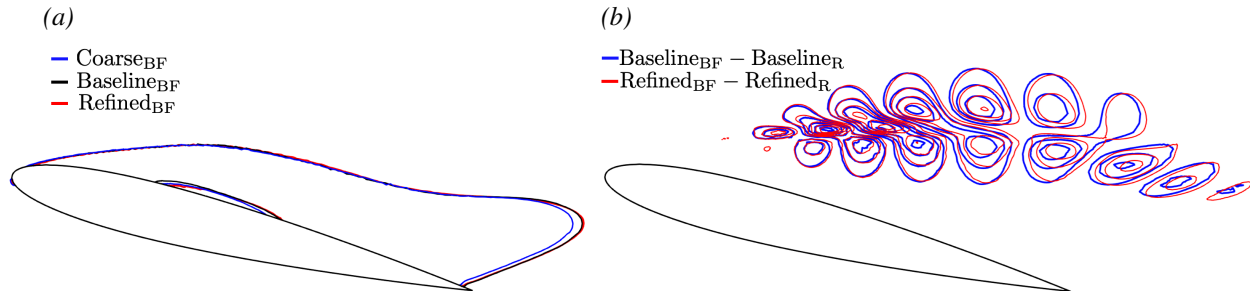 (a)
Coarse_BF
Baseline_BF
Refined_BF
(b)
Baseline_BF − Baseline_R
Refined_BF − Refined_R